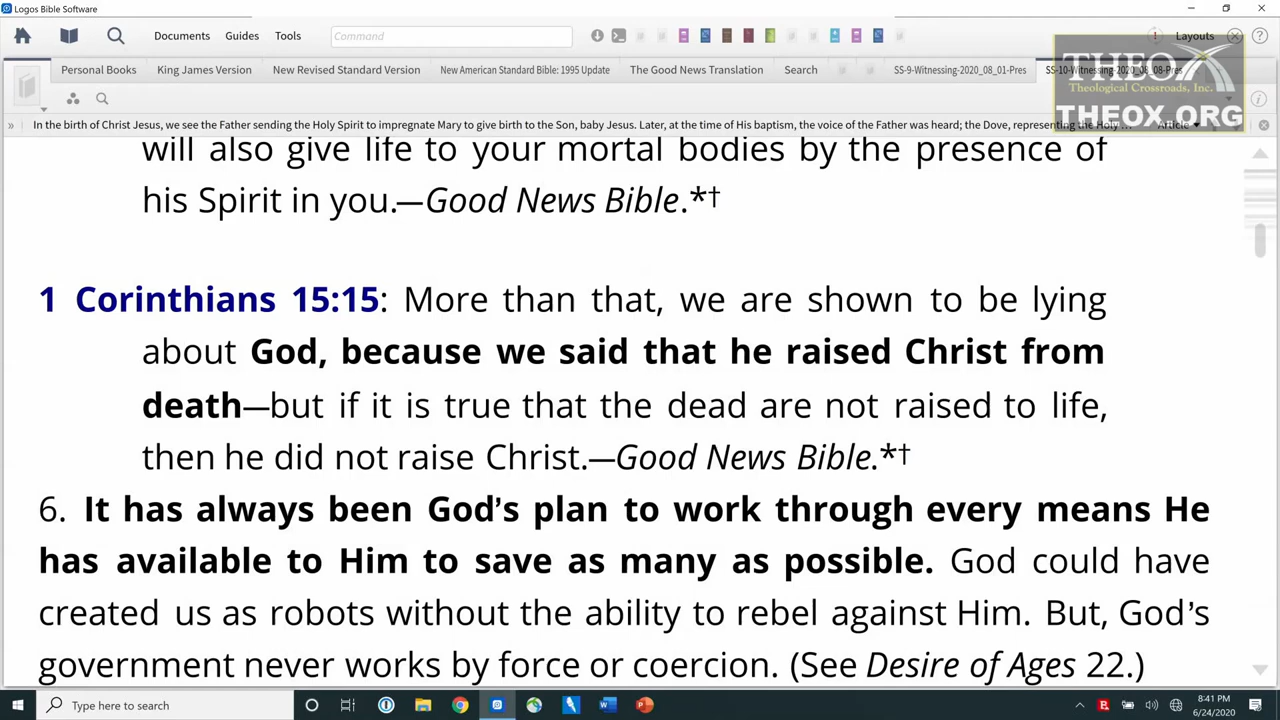 Logos Bible Software
Documents Guides Tools Command Layouts
Personal Books King James Version New Revised Stan American Standard Bible: 1995 Update The Good News Translation Search SS-9-Witnessing-2020_08_01-Pres SS-10-Witnessing-2020_08_08-Pres
THEOX
Theological Crossroads, Inc.
THEOX.ORG
» In the birth of Christ Jesus, we see the Father sending the Holy Spirit to impregnate Mary to give birth to the Son, baby Jesus. Later, at the time of His baptism, the voice of the Father was heard; the Dove, representing the Holy ... Article
will also give life to your mortal bodies by the presence of
his Spirit in you.—Good News Bible.*†
1 Corinthians 15:15: More than that, we are shown to be lying
about God, because we said that he raised Christ from
death—but if it is true that the dead are not raised to life,
then he did not raise Christ.—Good News Bible.*†
6. It has always been God's plan to work through every means He
has available to Him to save as many as possible. God could have
created us as robots without the ability to rebel against Him. But, God's
government never works by force or coercion. (See Desire of Ages 22.)
Type here to search
8:41 PM
6/24/2020